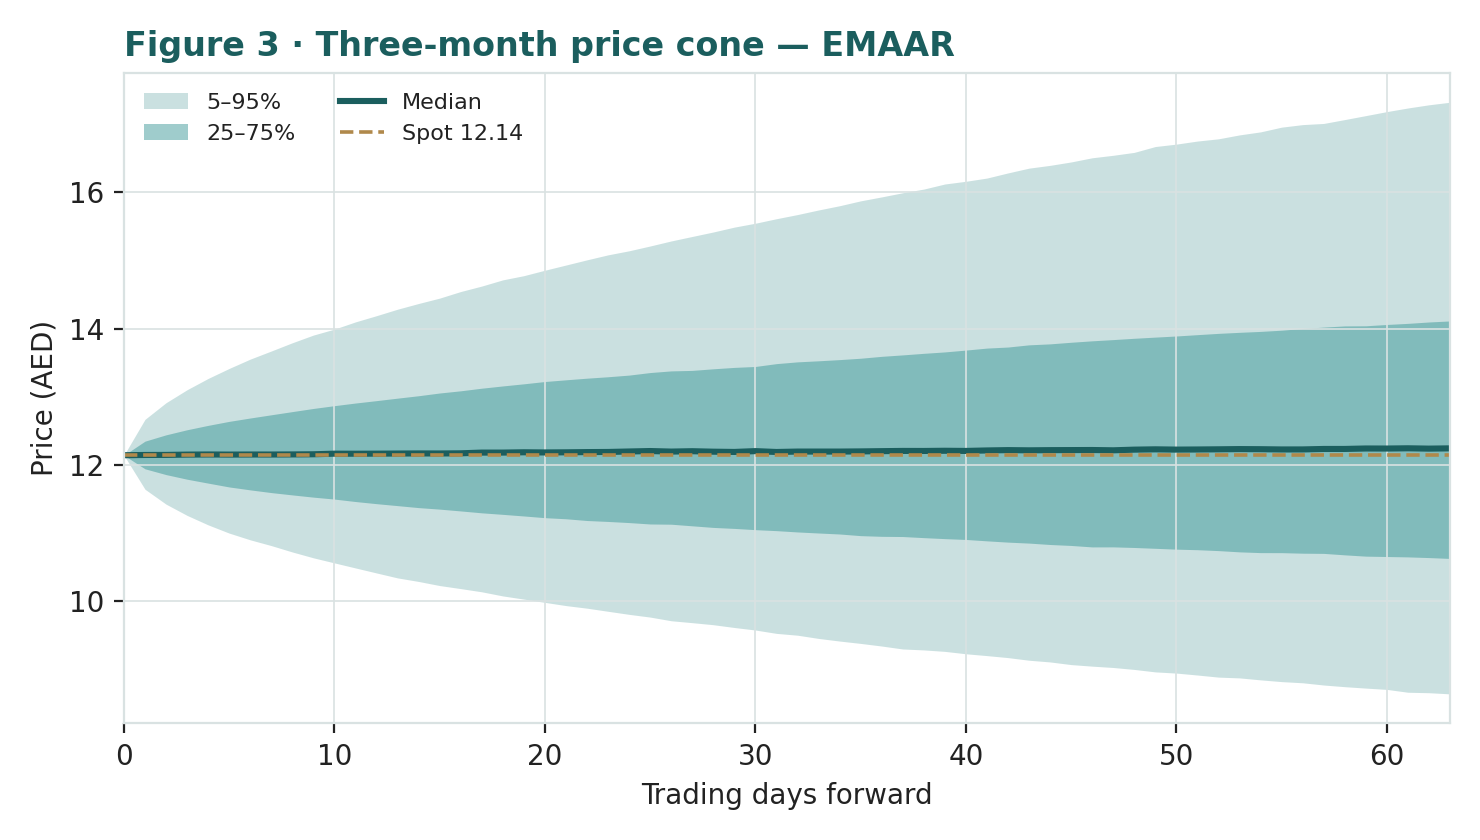 Figure 3 · Three-month price cone — EMAAR
5–95%
25–75%
Median
Spot 12.14
Price (AED)
16
14
12
10
0 10 20 30 40 50 60
Trading days forward